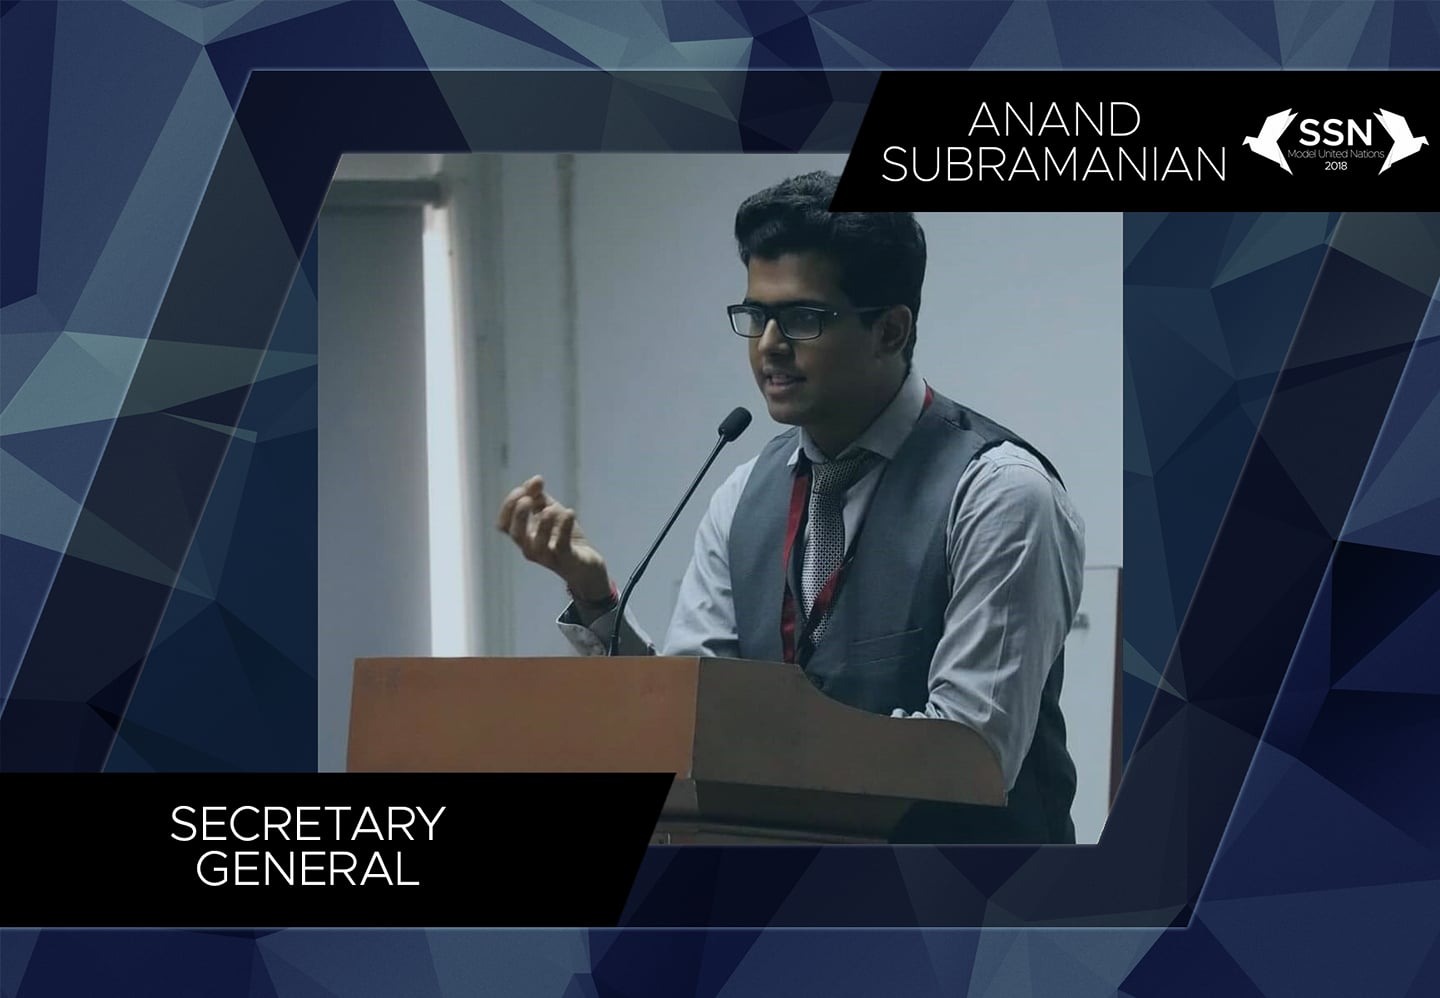 ANAND
SUBRAMANIAN
SSN
Model United Nations
2018
SECRETARY
GENERAL